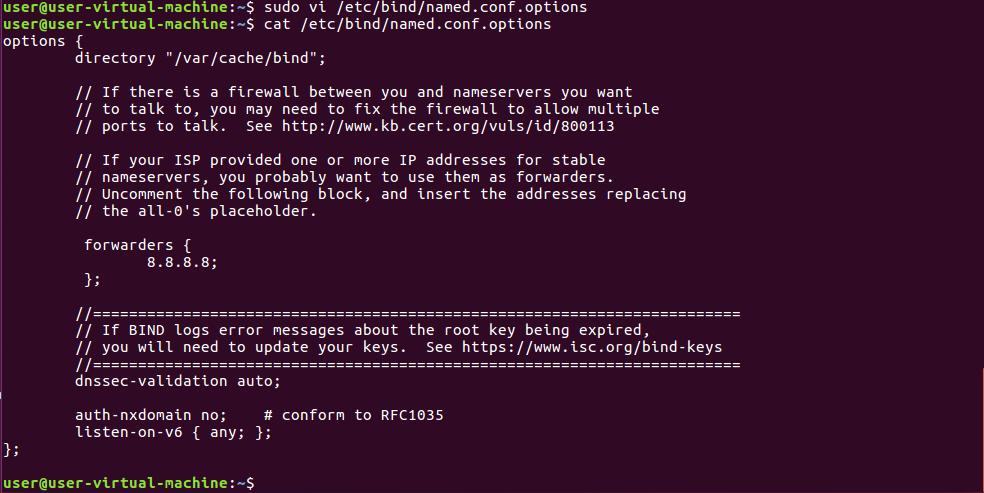 user@user-virtual-machine:~$ sudo vi /etc/bind/named.conf.options
user@user-virtual-machine:~$ cat /etc/bind/named.conf.options
options {
        directory "/var/cache/bind";

        // If there is a firewall between you and nameservers you want
        // to talk to, you may need to fix the firewall to allow multiple
        // ports to talk.  See http://www.kb.cert.org/vuls/id/800113

        // If your ISP provided one or more IP addresses for stable
        // nameservers, you probably want to use them as forwarders.
        // Uncomment the following block, and insert the addresses replacing
        // the all-0's placeholder.

         forwarders {
                8.8.8.8;
         };

        //========================================================================
        // If BIND logs error messages about the root key being expired,
        // you will need to update your keys.  See https://www.isc.org/bind-keys
        //========================================================================
        dnssec-validation auto;

        auth-nxdomain no;    # conform to RFC1035
        listen-on-v6 { any; };
};

user@user-virtual-machine:~$